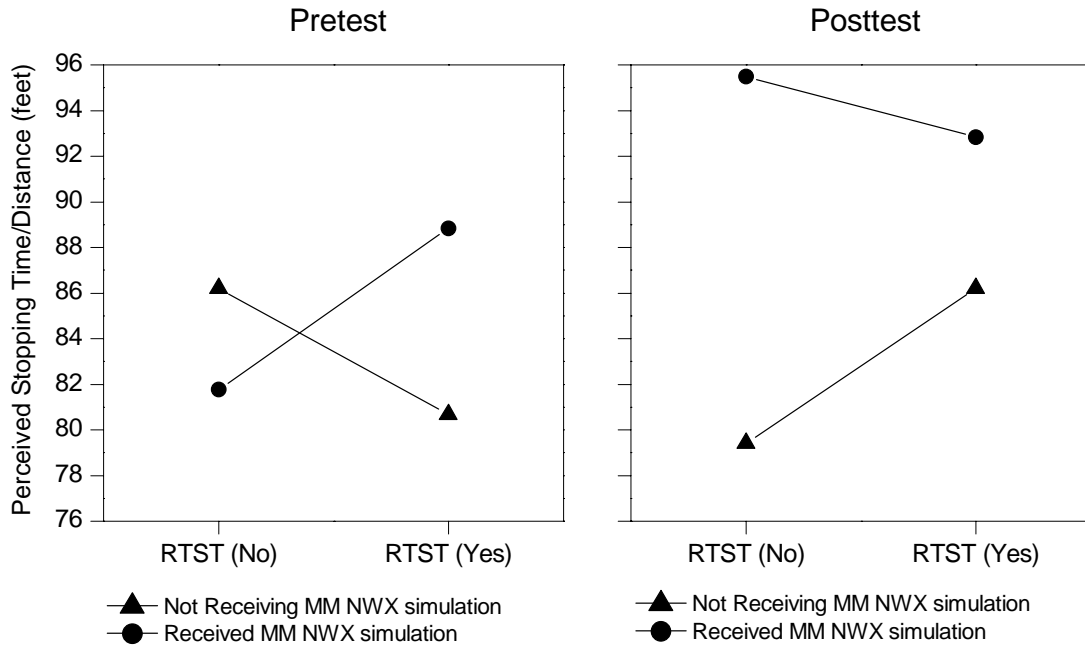 Pretest
Posttest
Perceived Stopping Time/Distance (feet)
96
94
92
90
88
86
84
82
80
78
76
RTST (No)
RTST (Yes)
RTST (No)
RTST (Yes)
Not Receiving MM NWX simulation
Received MM NWX simulation
Not Receiving MM NWX simulation
Received MM NWX simulation